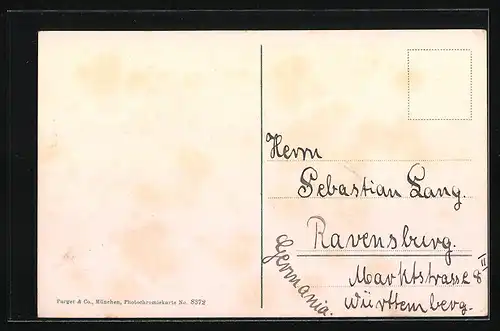 Herrn
Sebastian Lang.
Ravensburg.
Marktstrasse 8 II
Württemberg.
Germania.
Purger & Co., München, Photochromiekarte No. 8372